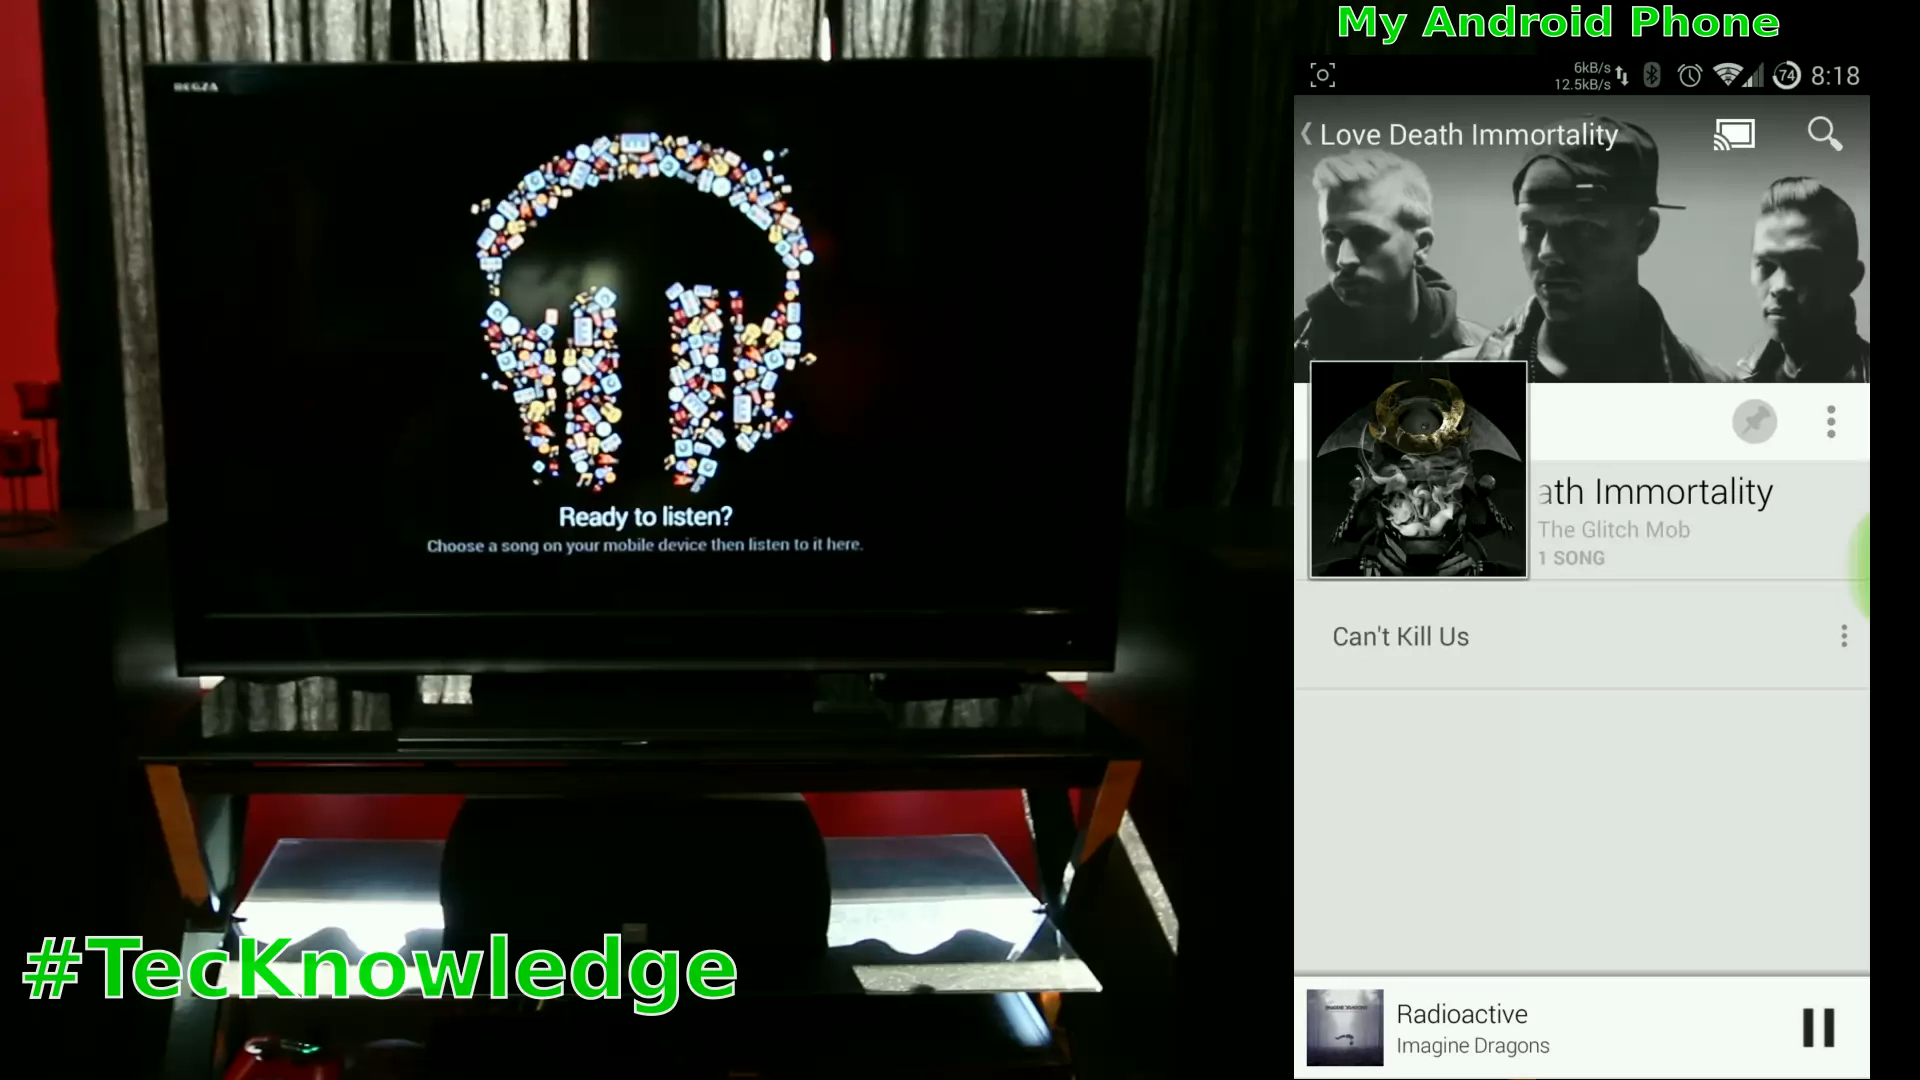 My Android Phone
REGZA
6kB/s
12.5kB/s
74
8:18
Love Death Immortality
Ready to listen?
Choose a song on your mobile device then listen to it here.
ath Immortality
The Glitch Mob
1 SONG
Can't Kill Us
#TecKnowledge
Radioactive
Imagine Dragons